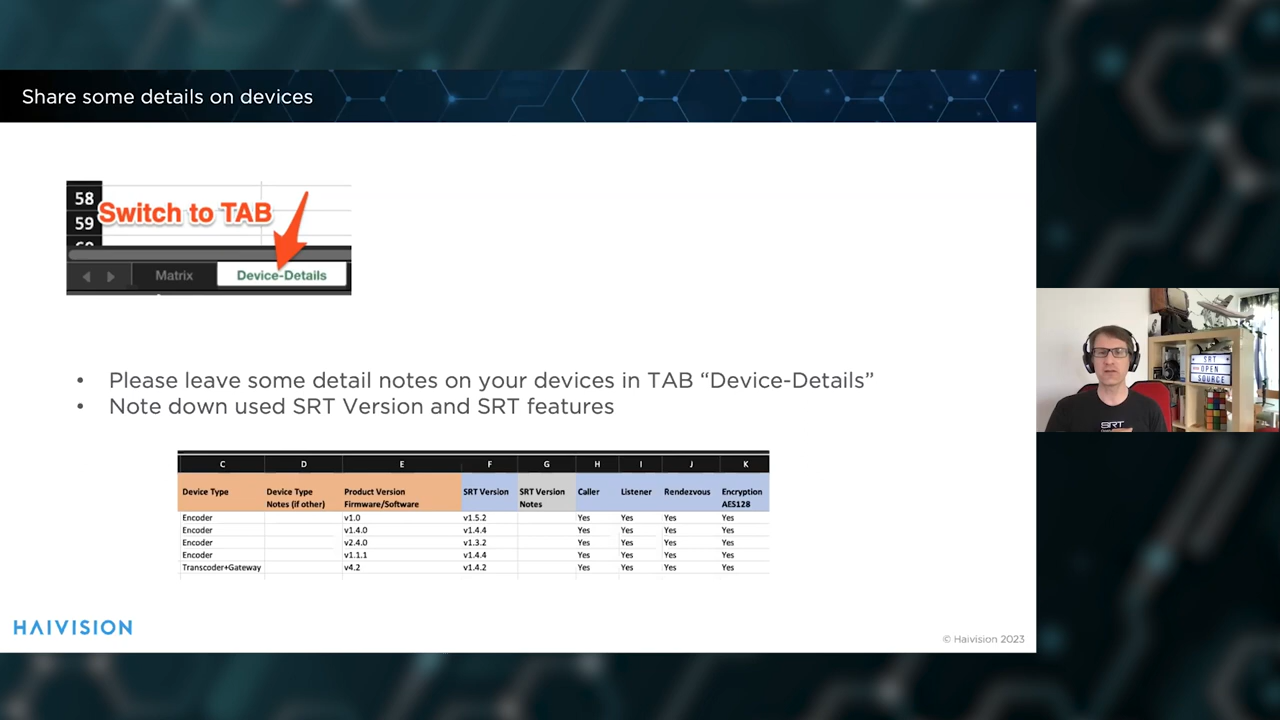 Share some details on devices
58
59
Switch to TAB
Matrix
Device-Details
• Please leave some detail notes on your devices in TAB “Device-Details”
• Note down used SRT Version and SRT features
C D E F G H I J K
Device Type Device Type Notes (if other) Product Version Firmware/Software SRT Version SRT Version Notes Caller Listener Rendezvous Encryption AES128
Encoder v1.0 v1.5.2 Yes Yes Yes Yes
Encoder v1.4.0 v1.4.4 Yes Yes Yes Yes
Encoder v2.4.0 v1.3.2 Yes Yes Yes Yes
Encoder v1.1.1 v1.4.4 Yes Yes Yes Yes
Transcoder+Gateway v4.2 v1.4.2 Yes Yes Yes Yes
HAIVISION
© Haivision 2023
SRT
OPEN
SOURCE
SRT